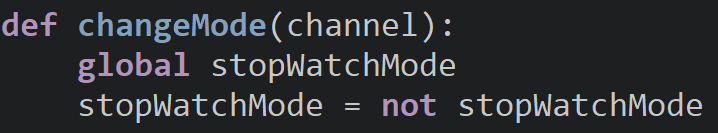 def changeMode(channel):
    global stopWatchMode
    stopWatchMode = not stopWatchMode